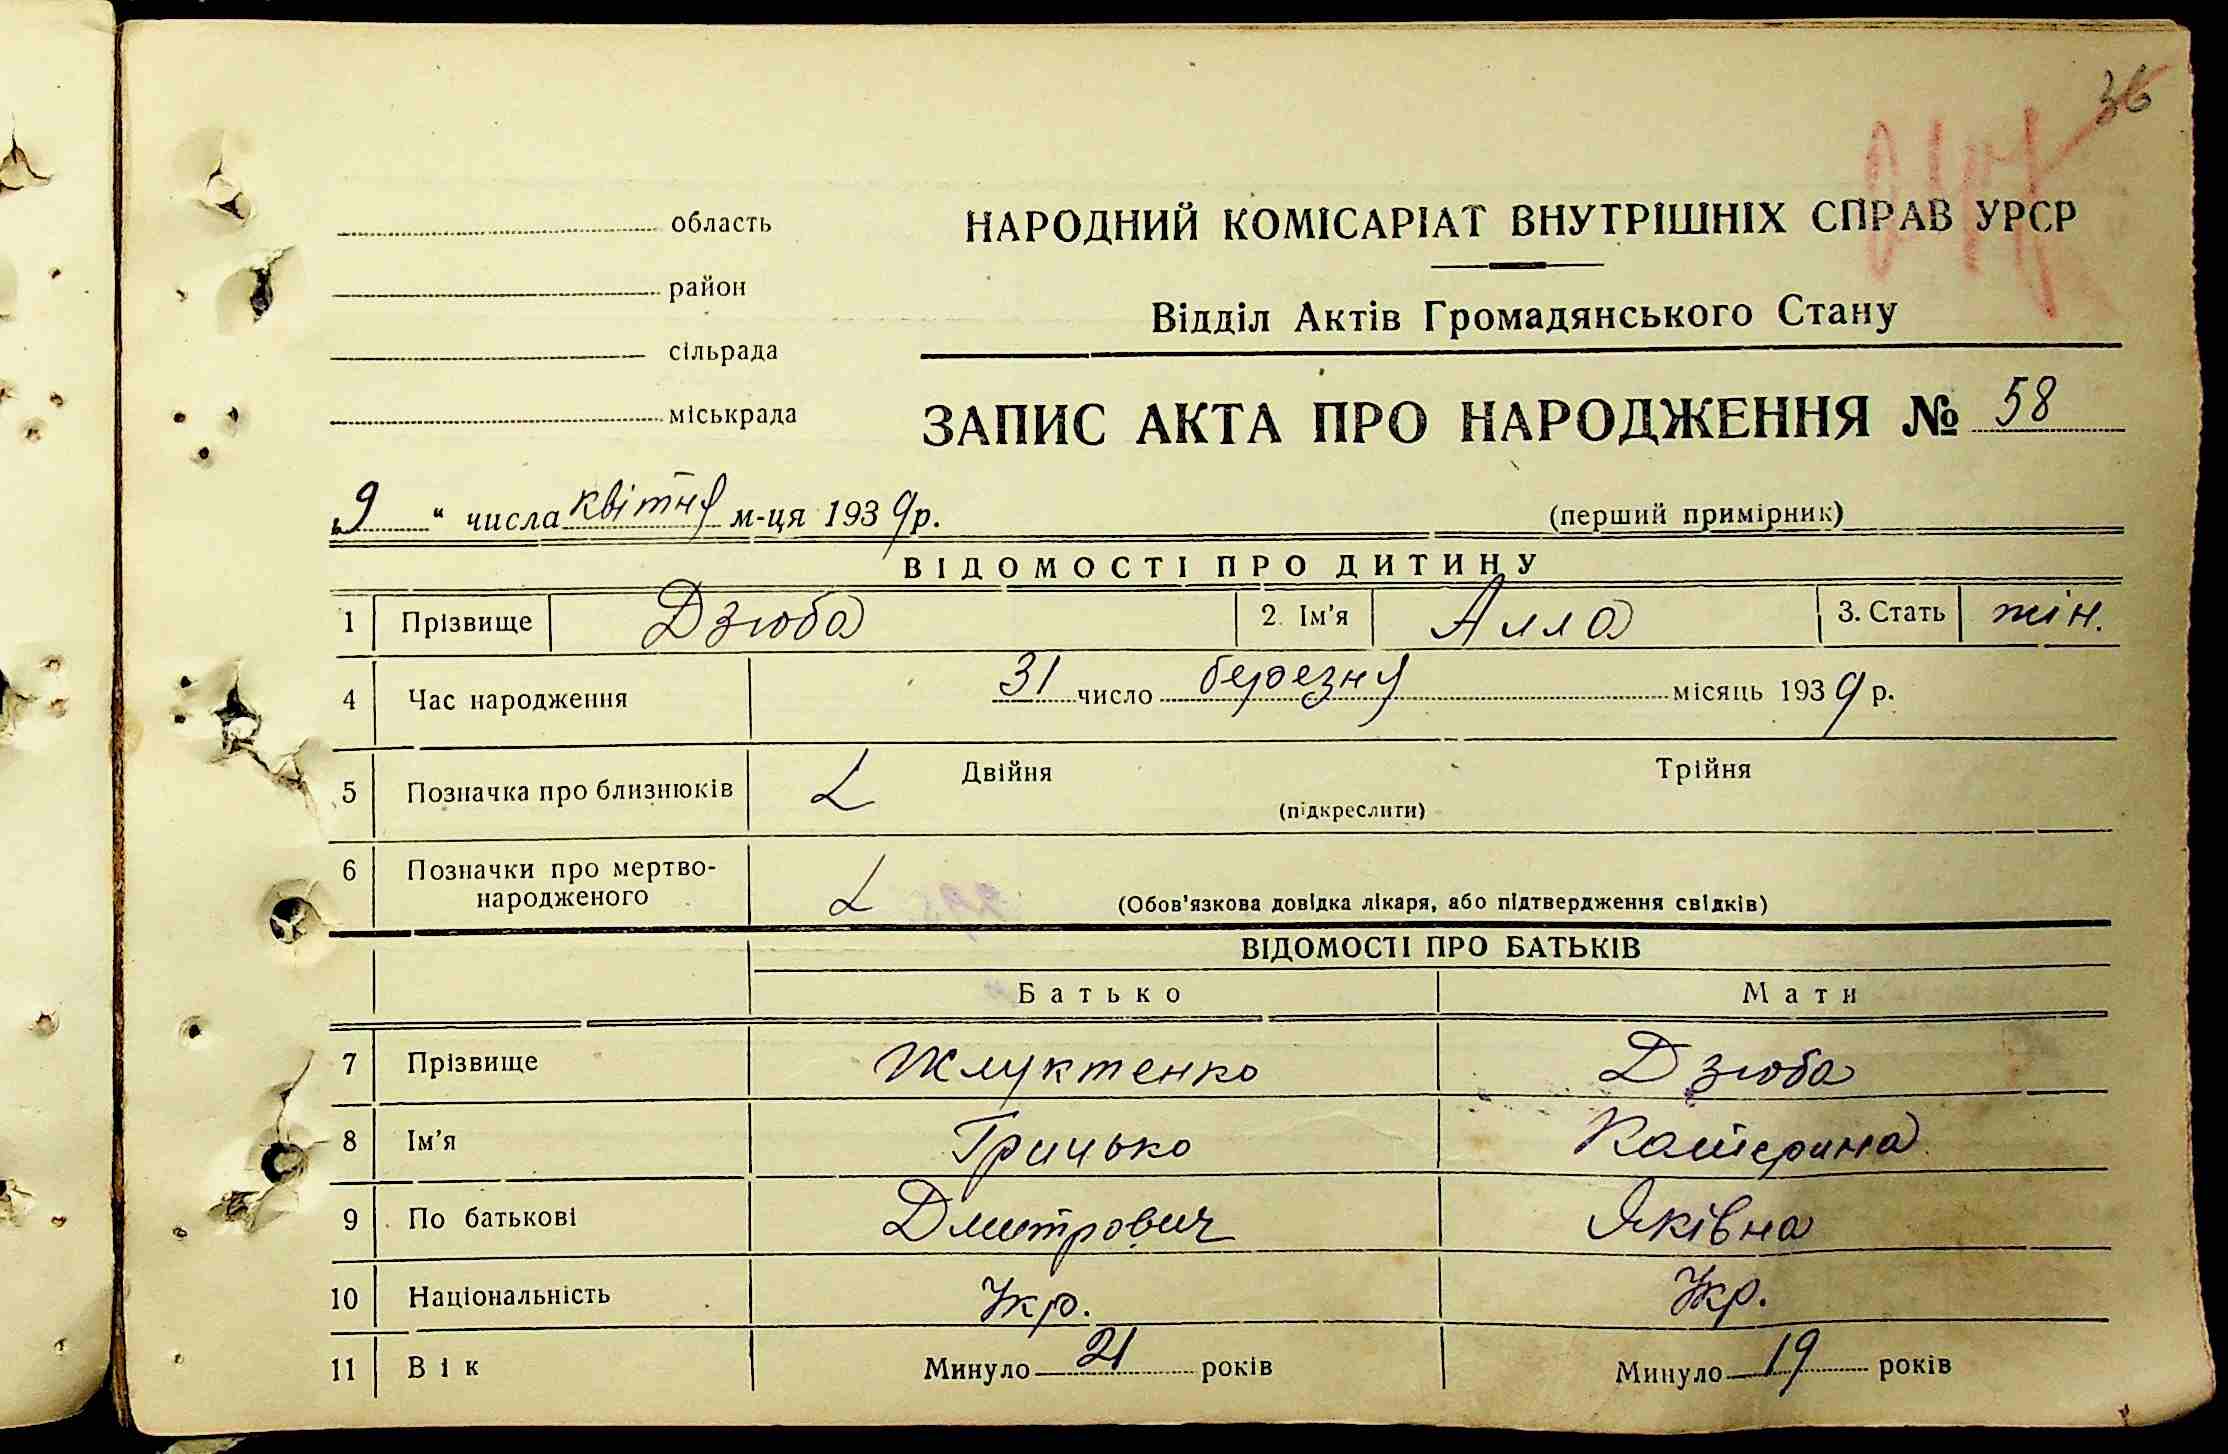 36
область
НАРОДНИЙ КОМІСАРІАТ ВНУТРІШНІХ СПРАВ УРСР
район
Відділ Актів Громадянського Стану
сільрада
міськрада
ЗАПИС АКТА ПРО НАРОДЖЕННЯ № 58
„9“ числа квітня м-ця 1939 р.
(перший примірник)
ВІДОМОСТІ ПРО ДИТИНУ
1 Прізвище Дзюба 2. Ім'я Алла 3. Стать жін.
4 Час народження 31 число березня місяць 1939 р.
5 Позначка про близнюків Двійня Трійня
(підкреслити)
6 Позначки про мертво-
народженого (Обов'язкова довідка лікаря, або підтвердження свідків)
ВІДОМОСТІ ПРО БАТЬКІВ
Батько Мати
7 Прізвище Жлуктенко Дзюба
8 Ім'я Грицько Катерина
9 По батькові Дмитрович Яківна
10 Національність Укр. Укр.
11 Вік Минуло 21 років Минуло 19 років